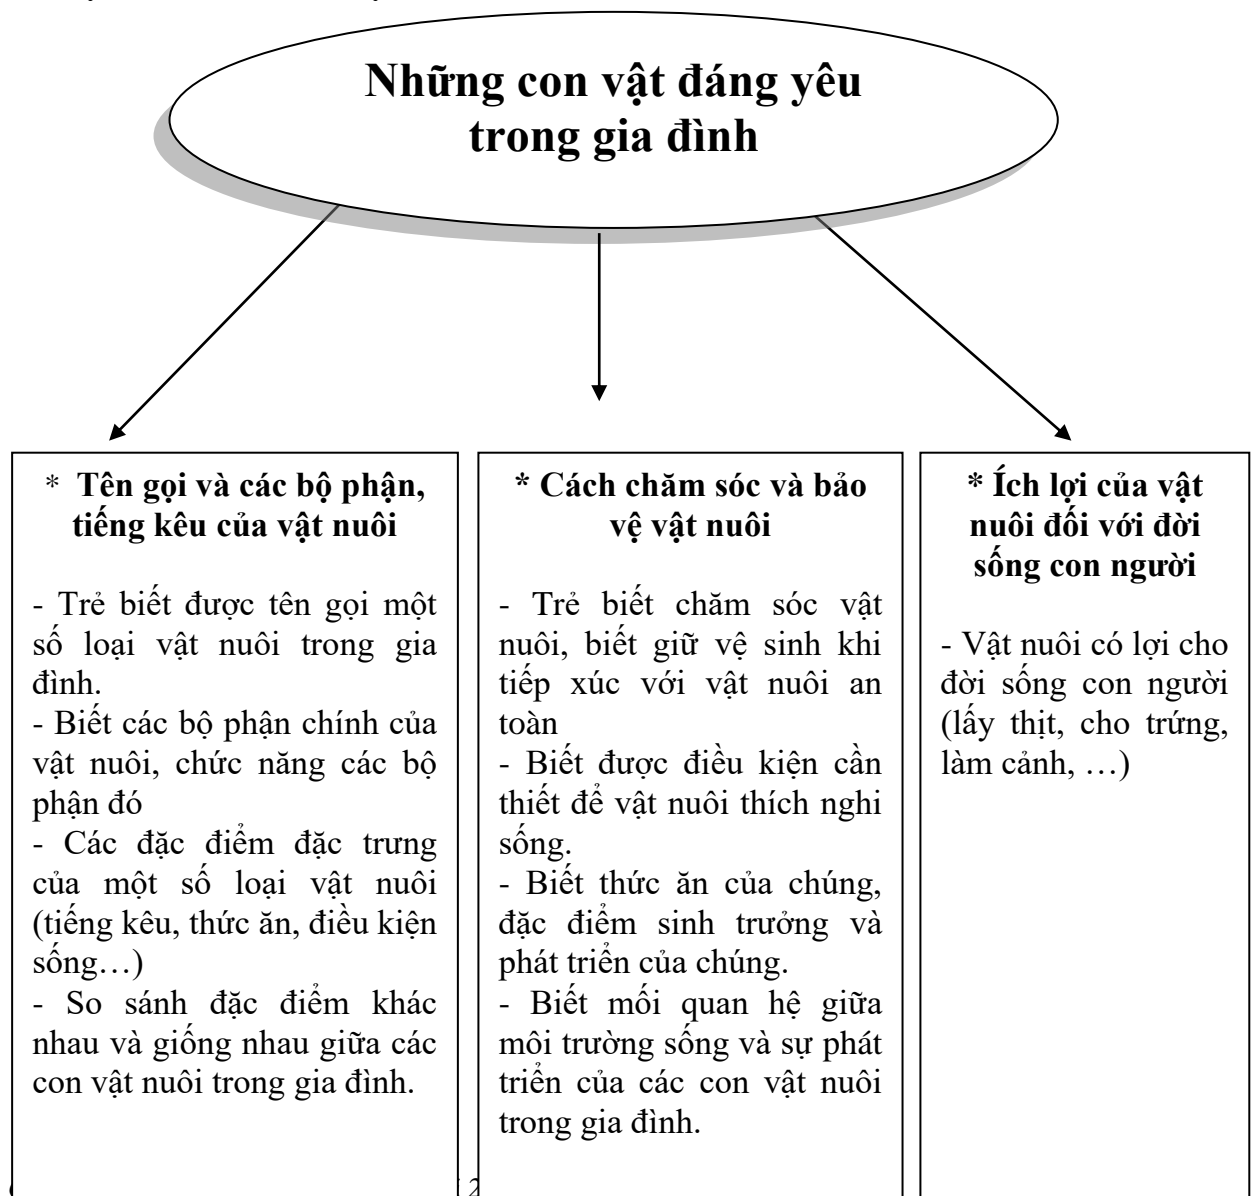 Những con vật đáng yêu
trong gia đình
* Tên gọi và các bộ phận,
tiếng kêu của vật nuôi
- Trẻ biết được tên gọi một
số loại vật nuôi trong gia
đình.
- Biết các bộ phận chính của
vật nuôi, chức năng các bộ
phận đó
- Các đặc điểm đặc trưng
của một số loại vật nuôi
(tiếng kêu, thức ăn, điều kiện
sống…)
- So sánh đặc điểm khác
nhau và giống nhau giữa các
con vật nuôi trong gia đình.
* Cách chăm sóc và bảo
vệ vật nuôi
- Trẻ biết chăm sóc vật
nuôi, biết giữ vệ sinh khi
tiếp xúc với vật nuôi an
toàn
- Biết được điều kiện cần
thiết để vật nuôi thích nghi
sống.
- Biết thức ăn của chúng,
đặc điểm sinh trưởng và
phát triển của chúng.
- Biết mối quan hệ giữa
môi trường sống và sự phát
triển của các con vật nuôi
trong gia đình.
* Ích lợi của vật
nuôi đối với đời
sống con người
- Vật nuôi có lợi cho
đời sống con người
(lấy thịt, cho trứng,
làm cảnh, …)